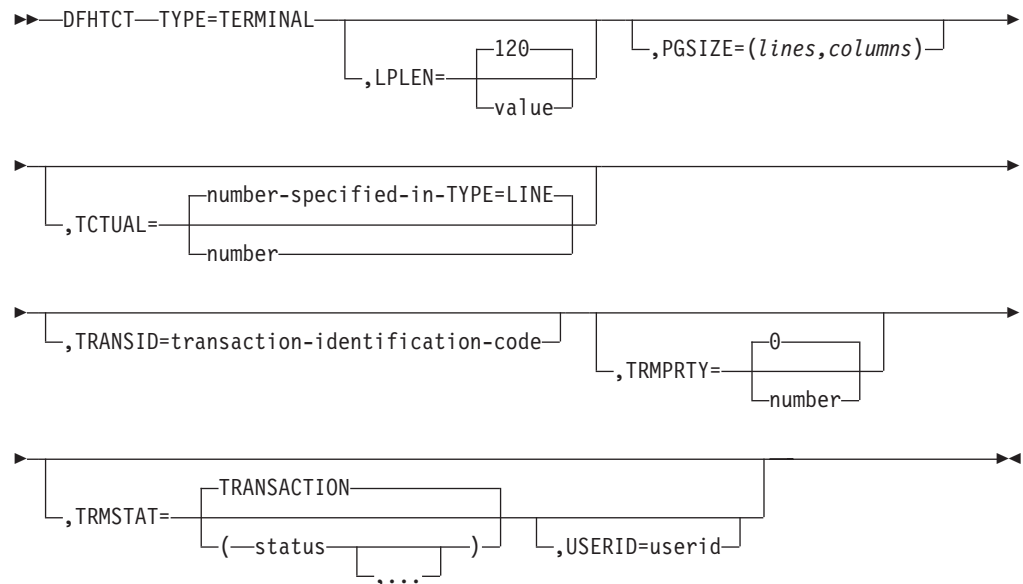 DFHTCT TYPE=TERMINAL
,LPLEN=
120
value
,PGSIZE=(lines,columns)
,TCTUAL=
number-specified-in-TYPE=LINE
number
,TRANSID=transaction-identification-code
,TRMPRTY=
0
number
,TRMSTAT=
TRANSACTION
( status ,... )
,USERID=userid